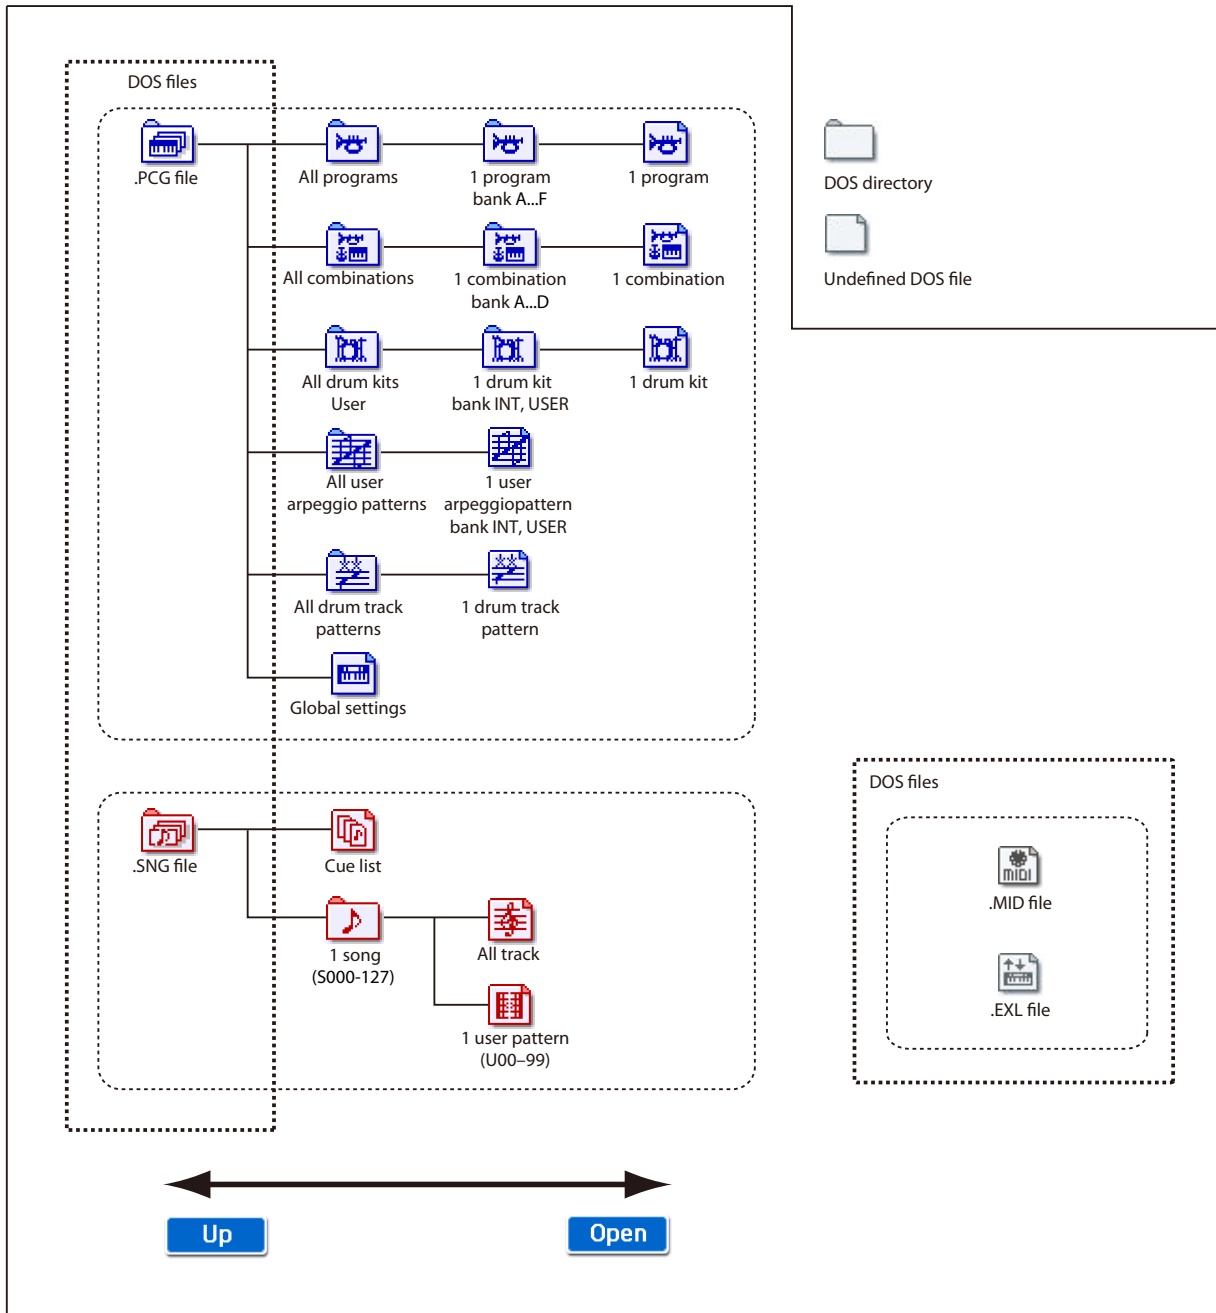 DOS files
.PCG file
All programs
1 program
bank A...F
1 program
All combinations
1 combination
bank A...D
1 combination
All drum kits
User
1 drum kit
bank INT, USER
1 drum kit
All user
arpeggio patterns
1 user
arpeggiopattern
bank INT, USER
All drum track
patterns
1 drum track
pattern
Global settings
DOS directory
Undefined DOS file
.SNG file
Cue list
1 song
(S000-127)
All track
1 user pattern
(U00–99)
DOS files
MIDI
.MID file
.EXL file
Up
Open